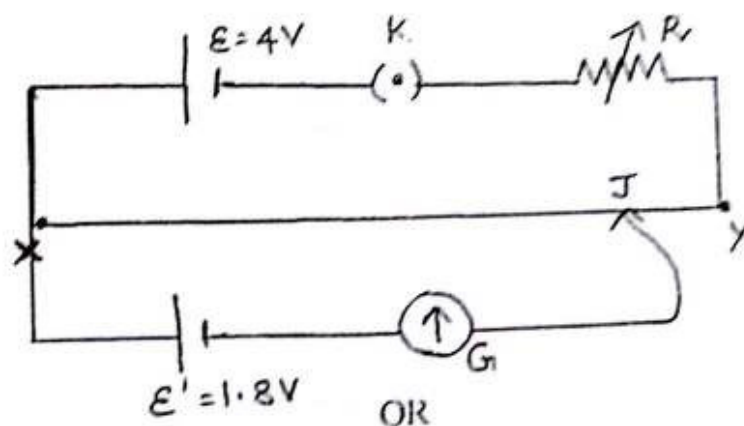 ε=4V K R
J
X Y
G
ε'=1.8V
OR